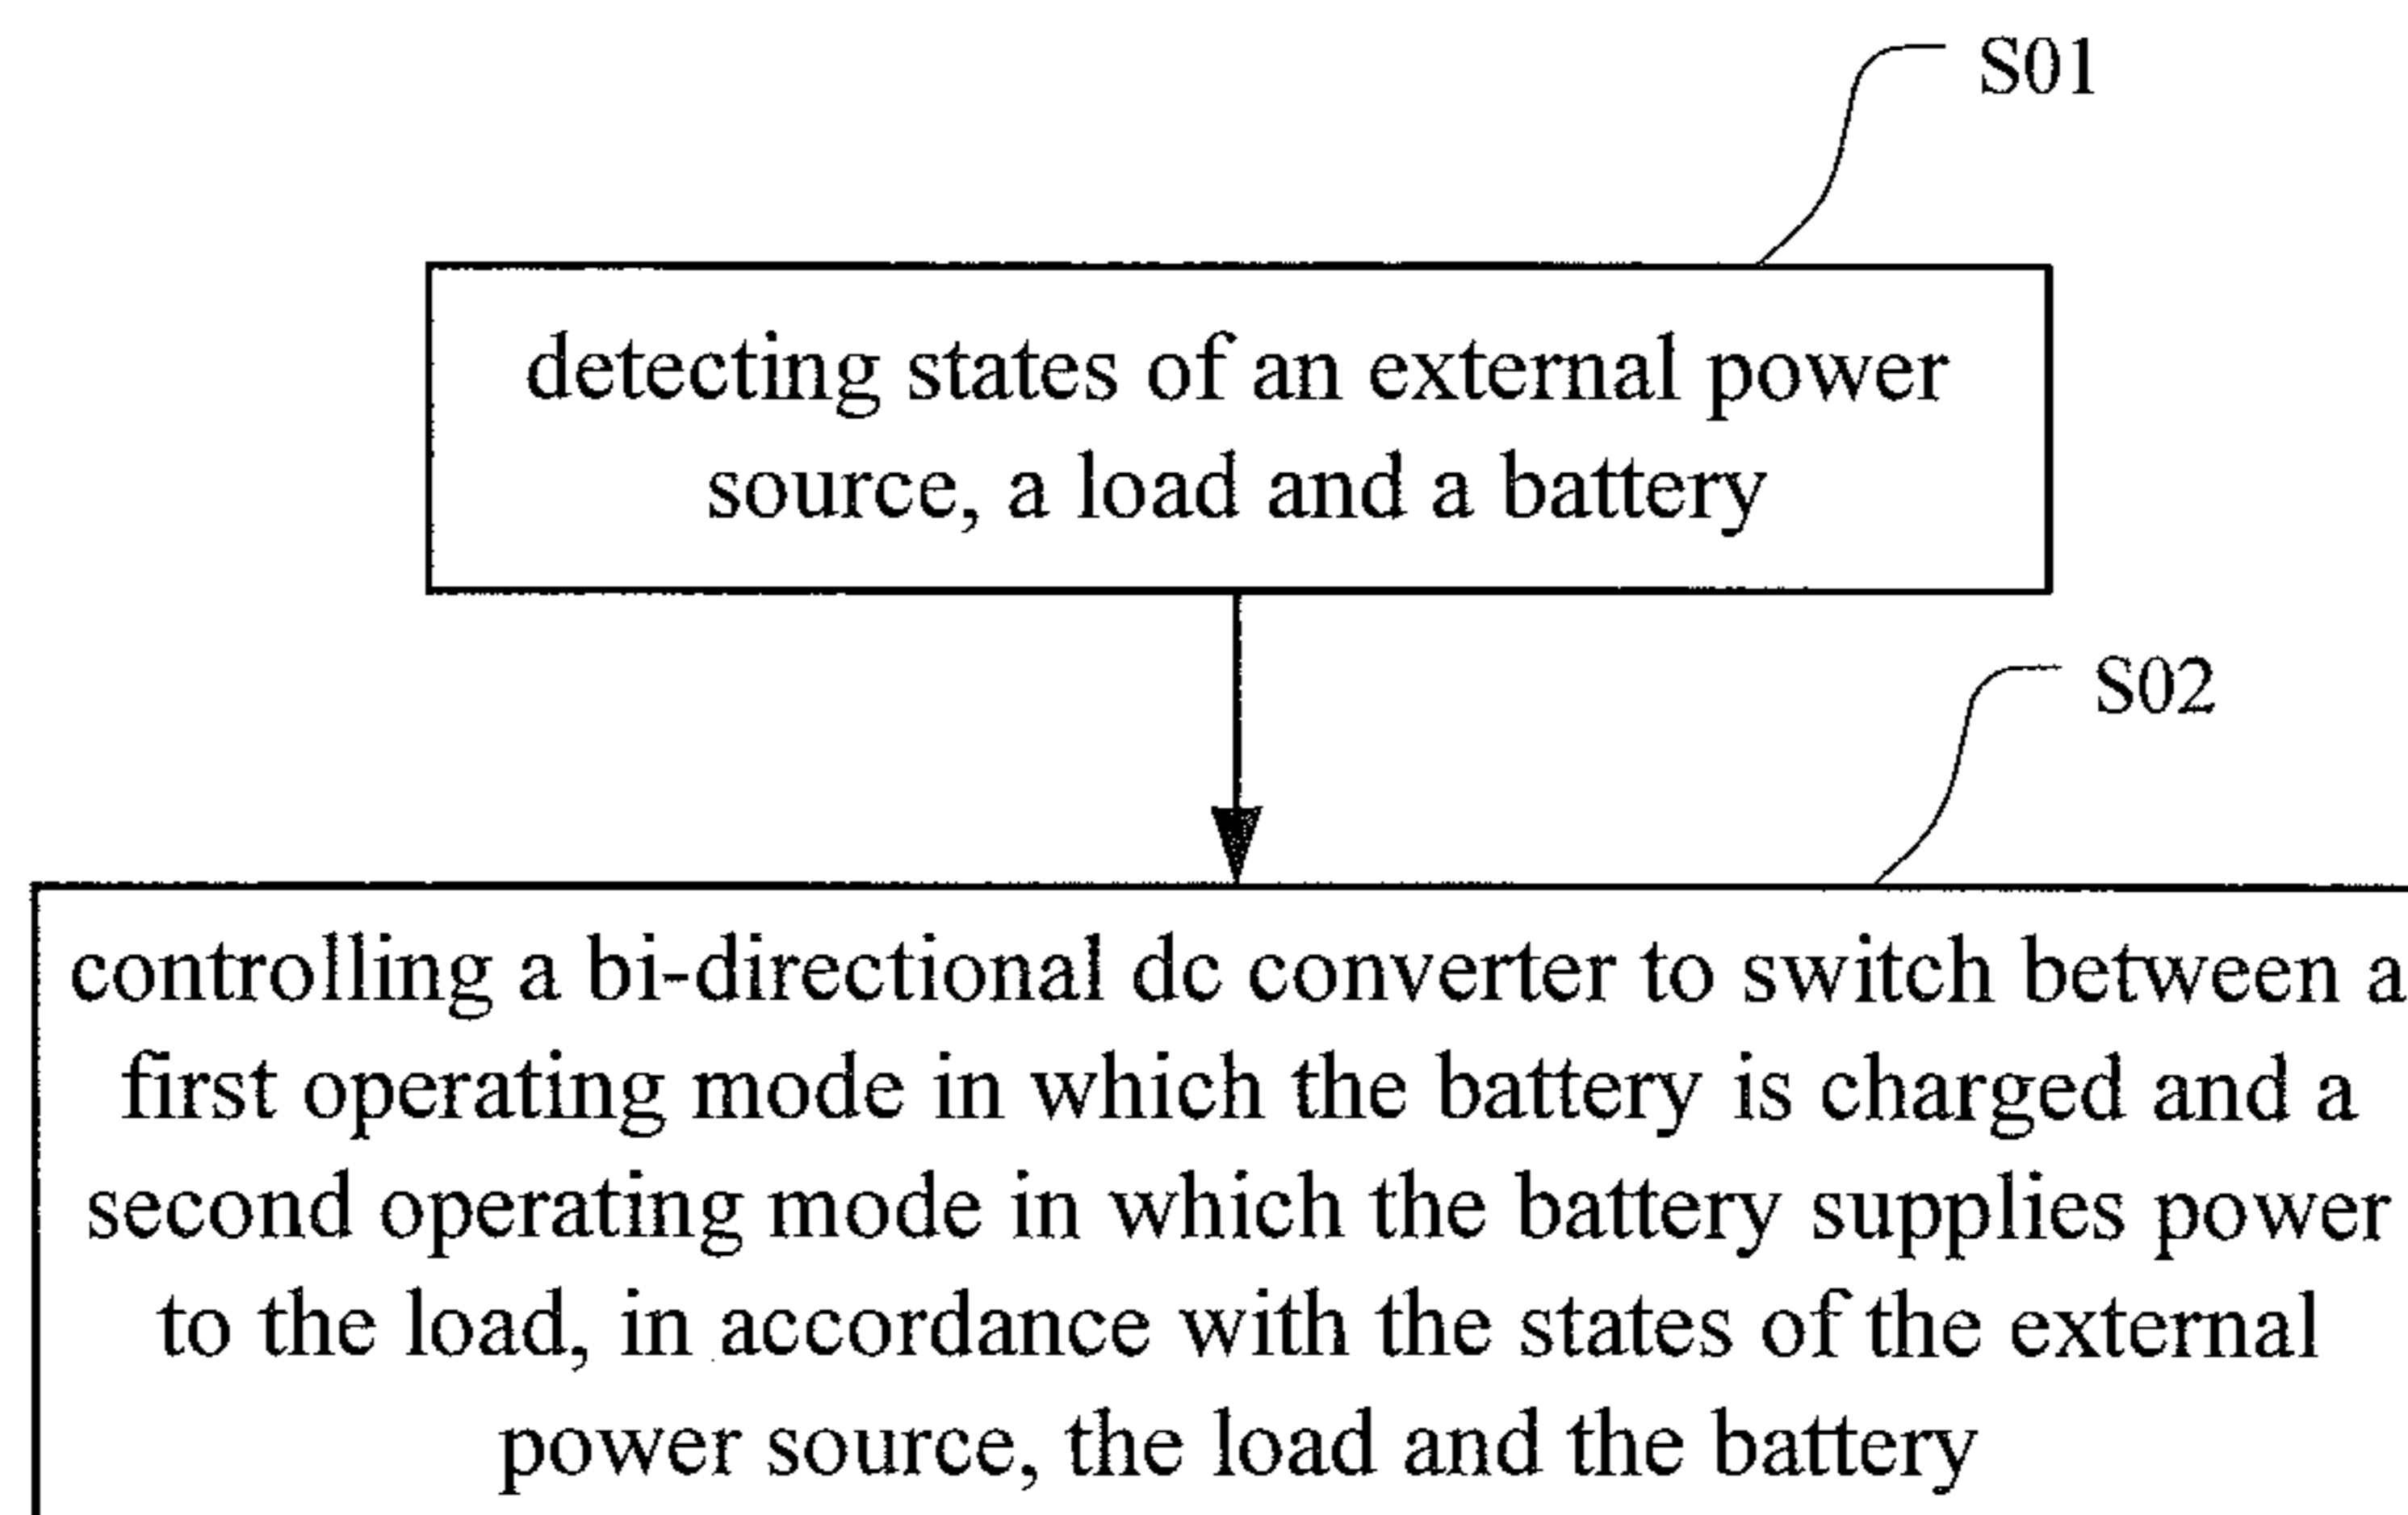 S01
detecting states of an external power
source, a load and a battery
S02
controlling a bi-directional dc converter to switch between a
first operating mode in which the battery is charged and a
second operating mode in which the battery supplies power
to the load, in accordance with the states of the external
power source, the load and the battery